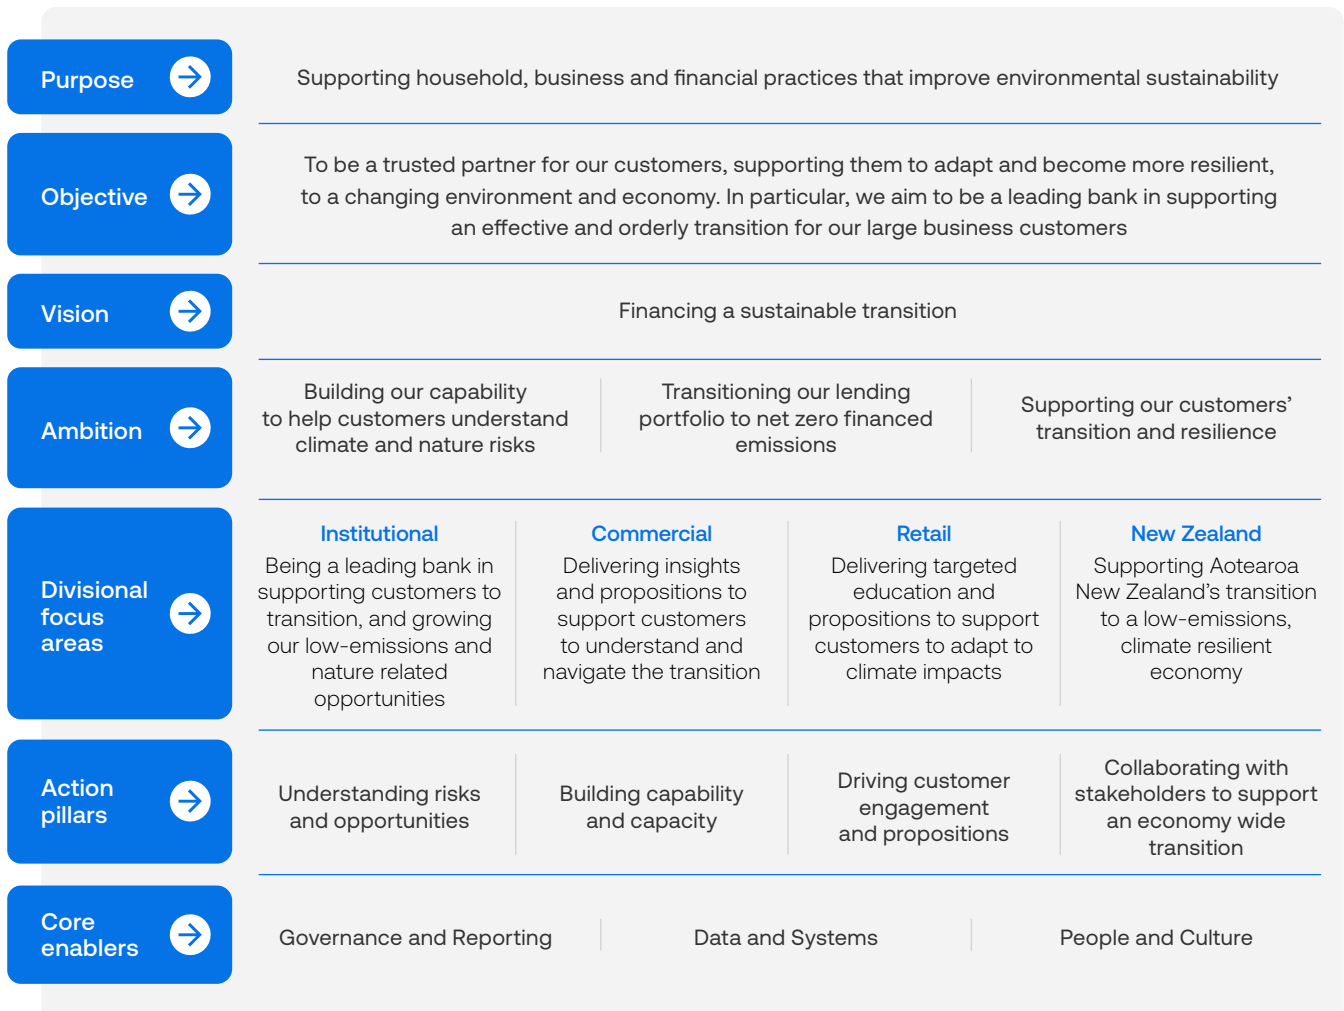 Purpose
Supporting household, business and financial practices that improve environmental sustainability
Objective
To be a trusted partner for our customers, supporting them to adapt and become more resilient,
to a changing environment and economy. In particular, we aim to be a leading bank in supporting
an effective and orderly transition for our large business customers
Vision
Financing a sustainable transition
Ambition
Building our capability
to help customers understand
climate and nature risks
Transitioning our lending
portfolio to net zero financed
emissions
Supporting our customers’
transition and resilience
Divisional
focus
areas
Institutional
Being a leading bank in
supporting customers to
transition, and growing
our low-emissions and
nature related
opportunities
Commercial
Delivering insights
and propositions to
support customers
to understand and
navigate the transition
Retail
Delivering targeted
education and
propositions to support
customers to adapt to
climate impacts
New Zealand
Supporting Aotearoa
New Zealand’s transition
to a low-emissions,
climate resilient
economy
Action
pillars
Understanding risks
and opportunities
Building capability
and capacity
Driving customer
engagement
and propositions
Collaborating with
stakeholders to support
an economy wide
transition
Core
enablers
Governance and Reporting
Data and Systems
People and Culture